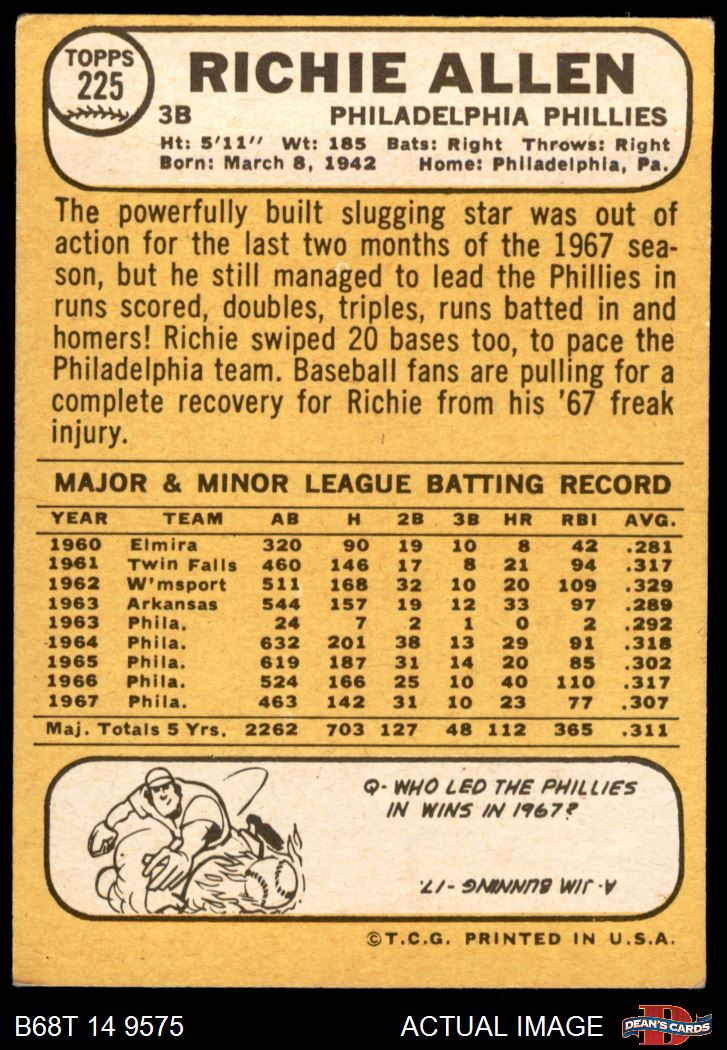 TOPPS
225
RICHIE ALLEN
3B PHILADELPHIA PHILLIES
Ht: 5'11" Wt: 185 Bats: Right Throws: Right
Born: March 8, 1942 Home: Philadelphia, Pa.
The powerfully built slugging star was out of
action for the last two months of the 1967 sea-
son, but he still managed to lead the Phillies in
runs scored, doubles, triples, runs batted in and
homers! Richie swiped 20 bases too, to pace the
Philadelphia team. Baseball fans are pulling for a
complete recovery for Richie from his '67 freak
injury.
MAJOR & MINOR LEAGUE BATTING RECORD
YEAR TEAM AB H 2B 3B HR RBI AVG.
1960 Elmira 320 90 19 10 8 42 .281
1961 Twin Falls 460 146 17 8 21 94 .317
1962 W'msport 511 168 32 10 20 109 .329
1963 Arkansas 544 157 19 12 33 97 .289
1963 Phila. 24 7 2 1 0 2 .292
1964 Phila. 632 201 38 13 29 91 .318
1965 Phila. 619 187 31 14 20 85 .302
1966 Phila. 524 166 25 10 40 110 .317
1967 Phila. 463 142 31 10 23 77 .307
Maj. Totals 5 Yrs. 2262 703 127 48 112 365 .311
Q- WHO LED THE PHILLIES
IN WINS IN 1967?
A- JIM BUNNING -17.
©T.C.G. PRINTED IN U.S.A.
B68T 14 9575 ACTUAL IMAGE D DEAN'S CARDS